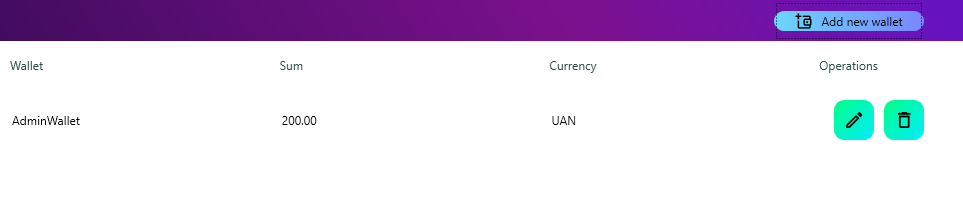 Add new wallet
Wallet Sum Currency Operations
AdminWallet 200.00 UAN